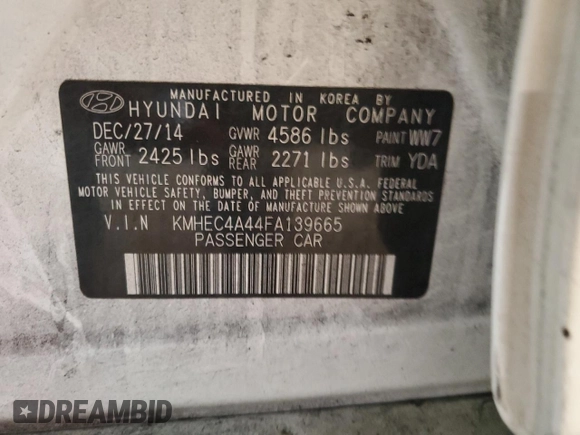 MANUFACTURED IN KOREA BY
HYUNDAI MOTOR COMPANY
DEC/27/14 GVWR 4586 lbs PAINT WW7
GAWR FRONT 2425 lbs GAWR REAR 2271 lbs TRIM YDA
THIS VEHICLE CONFORMS TO ALL APPLICABLE U.S.A. FEDERAL
MOTOR VEHICLE SAFETY, BUMPER, AND THEFT PREVENTION STANDARDS
IN EFFECT ON THE DATE OF MANUFACTURE SHOWN ABOVE.
V.I.N KMHEC4A44FA139665
PASSENGER CAR
DREAMBID